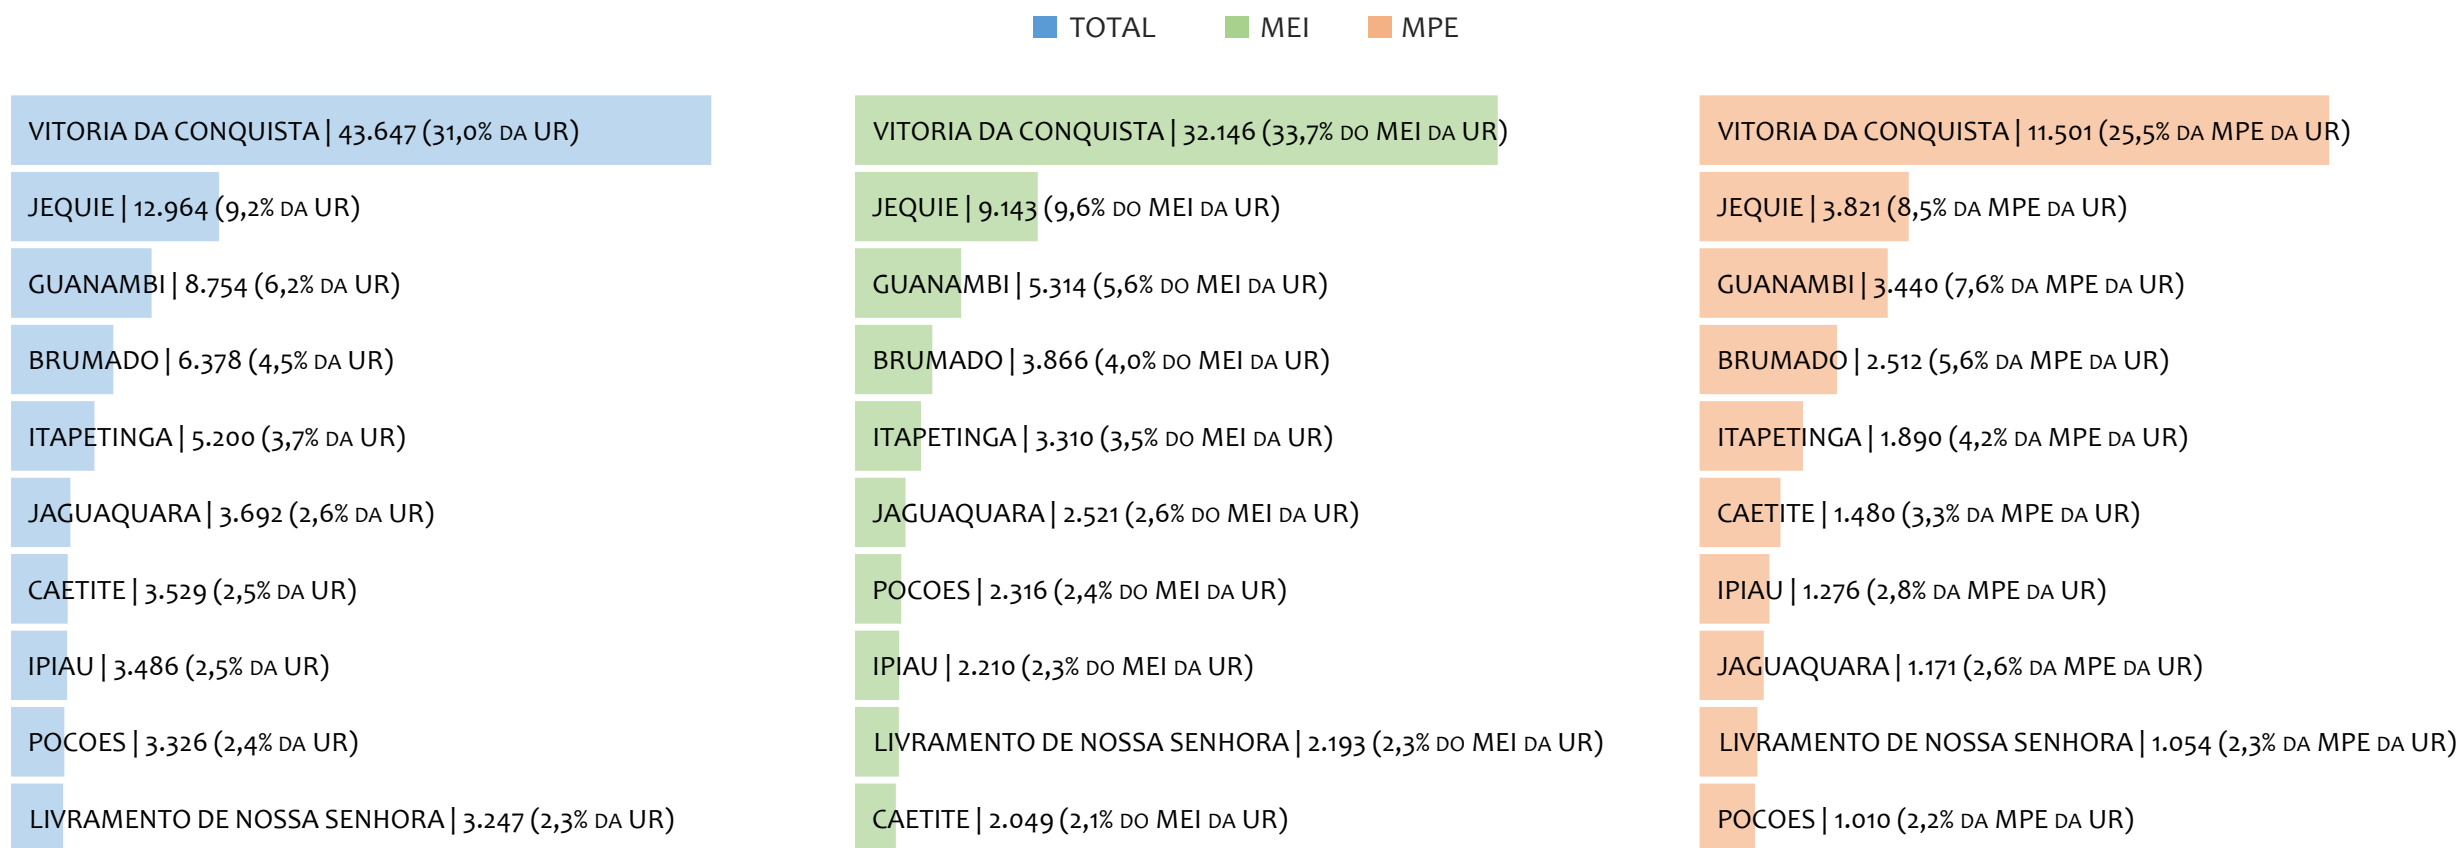 TOTAL MEI MPE
VITORIA DA CONQUISTA | 43.647 (31,0% DA UR)
JEQUIE | 12.964 (9,2% DA UR)
GUANAMBI | 8.754 (6,2% DA UR)
BRUMADO | 6.378 (4,5% DA UR)
ITAPETINGA | 5.200 (3,7% DA UR)
JAGUAQUARA | 3.692 (2,6% DA UR)
CAETITE | 3.529 (2,5% DA UR)
IPIAU | 3.486 (2,5% DA UR)
POCOES | 3.326 (2,4% DA UR)
LIVRAMENTO DE NOSSA SENHORA | 3.247 (2,3% DA UR)
VITORIA DA CONQUISTA | 32.146 (33,7% DO MEI DA UR)
JEQUIE | 9.143 (9,6% DO MEI DA UR)
GUANAMBI | 5.314 (5,6% DO MEI DA UR)
BRUMADO | 3.866 (4,0% DO MEI DA UR)
ITAPETINGA | 3.310 (3,5% DO MEI DA UR)
JAGUAQUARA | 2.521 (2,6% DO MEI DA UR)
POCOES | 2.316 (2,4% DO MEI DA UR)
IPIAU | 2.210 (2,3% DO MEI DA UR)
LIVRAMENTO DE NOSSA SENHORA | 2.193 (2,3% DO MEI DA UR)
CAETITE | 2.049 (2,1% DO MEI DA UR)
VITORIA DA CONQUISTA | 11.501 (25,5% DA MPE DA UR)
JEQUIE | 3.821 (8,5% DA MPE DA UR)
GUANAMBI | 3.440 (7,6% DA MPE DA UR)
BRUMADO | 2.512 (5,6% DA MPE DA UR)
ITAPETINGA | 1.890 (4,2% DA MPE DA UR)
CAETITE | 1.480 (3,3% DA MPE DA UR)
IPIAU | 1.276 (2,8% DA MPE DA UR)
JAGUAQUARA | 1.171 (2,6% DA MPE DA UR)
LIVRAMENTO DE NOSSA SENHORA | 1.054 (2,3% DA MPE DA UR)
POCOES | 1.010 (2,2% DA MPE DA UR)